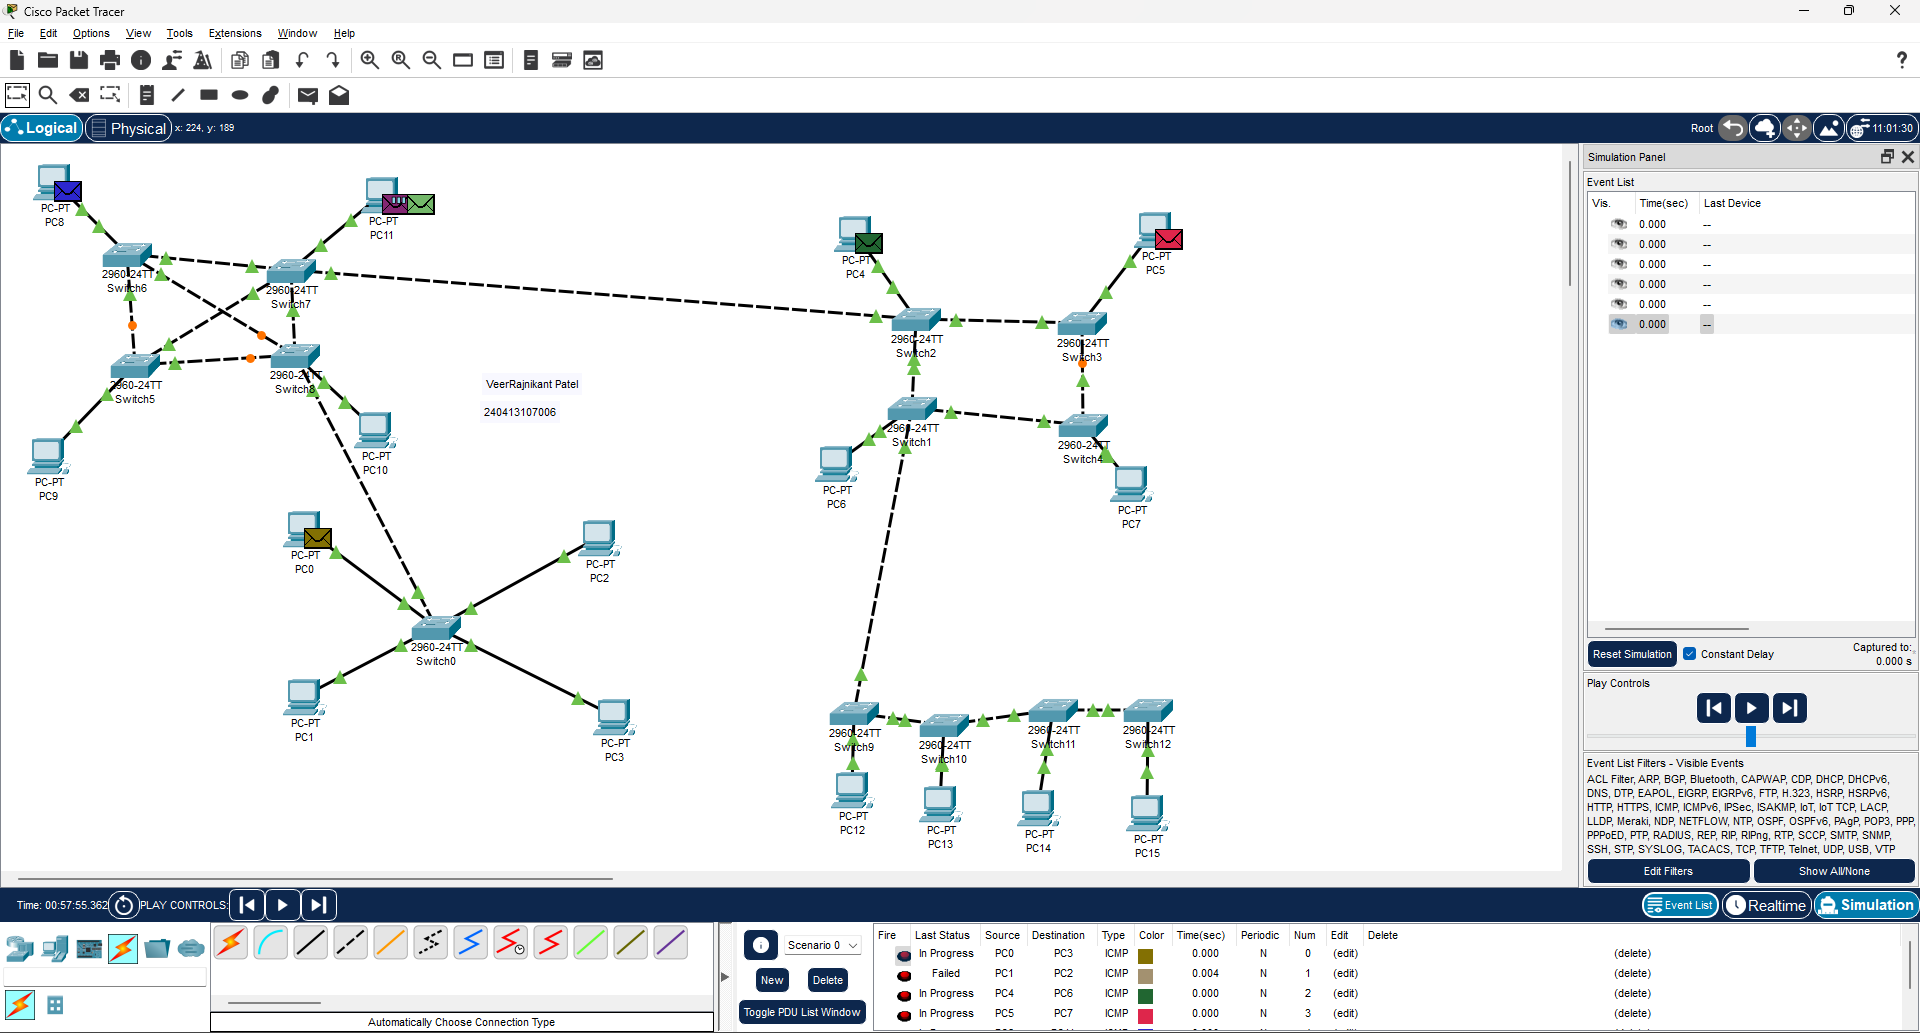 Cisco Packet Tracer
File Edit Options View Tools Extensions Window Help
Logical Physical x: 224, y: 189 Root 11:01:30
PC-PT
PC8
PC-PT
PC11
2960-24TT
Switch6
2960-24TT
Switch7
2960-24TT
Switch5
2960-24TT
Switch8
PC-PT
PC9
PC-PT
PC10
VeerRajnikant Patel
240413107006
PC-PT
PC4
PC-PT
PC5
2960-24TT
Switch2
2960-24TT
Switch3
2960-24TT
Switch1
2960-24TT
Switch4
PC-PT
PC6
PC-PT
PC7
PC-PT
PC0
PC-PT
PC2
2960-24TT
Switch0
PC-PT
PC1
PC-PT
PC3
2960-24TT
Switch9
2960-24TT
Switch10
2960-24TT
Switch11
2960-24TT
Switch12
PC-PT
PC12
PC-PT
PC13
PC-PT
PC14
PC-PT
PC15
Simulation Panel
Event List
Vis. Time(sec) Last Device
0.000 --
0.000 --
0.000 --
0.000 --
0.000 --
0.000 --
Reset Simulation Constant Delay Captured to:
0.000 s
Play Controls
Event List Filters - Visible Events
ACL Filter, ARP, BGP, Bluetooth, CAPWAP, CDP, DHCP, DHCPv6,
DNS, DTP, EAPOL, EIGRP, EIGRPv6, FTP, H.323, HSRP, HSRPv6,
HTTP, HTTPS, ICMP, ICMPv6, IPSec, ISAKMP, IoT, IoT TCP, LACP,
LLDP, Meraki, NDP, NETFLOW, NTP, OSPF, OSPFv6, PAgP, POP3, PPP,
PPPoED, PTP, RADIUS, REP, RIP, RIPng, RTP, SCCP, SMTP, SNMP,
SSH, STP, SYSLOG, TACACS, TCP, TFTP, Telnet, UDP, USB, VTP
Edit Filters Show All/None
Time: 00:57:55.362 PLAY CONTROLS: Event List Realtime Simulation
Automatically Choose Connection Type
Scenario 0
New Delete
Toggle PDU List Window
Fire Last Status Source Destination Type Color Time(sec) Periodic Num Edit Delete
In Progress PC0 PC3 ICMP 0.000 N 0 (edit) (delete)
Failed PC1 PC2 ICMP 0.004 N 1 (edit) (delete)
In Progress PC4 PC6 ICMP 0.000 N 2 (edit) (delete)
In Progress PC5 PC7 ICMP 0.000 N 3 (edit) (delete)